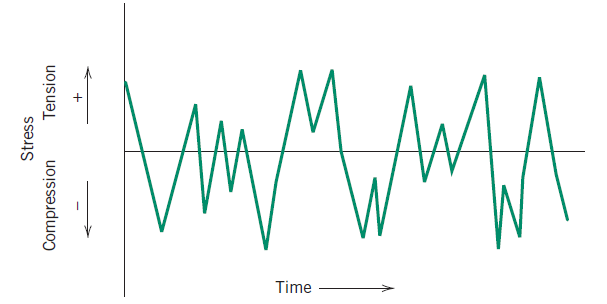 Stress
Compression Tension
− +
Time